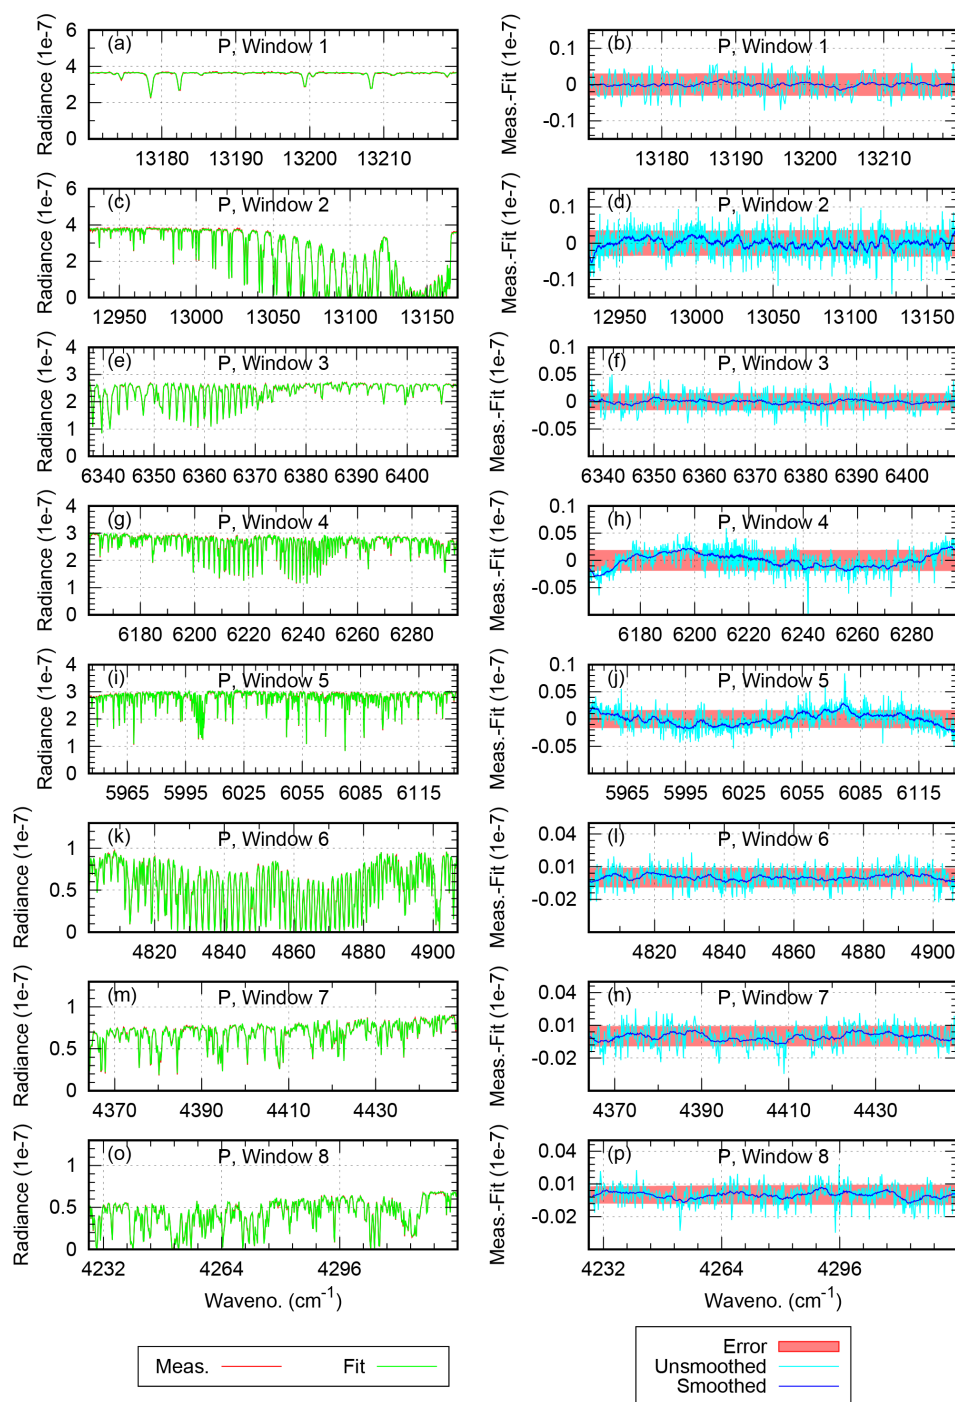 (a) P, Window 1
Radiance (1e-7)
6
4
2
0
13180 13190 13200 13210
(b) P, Window 1
Meas.-Fit (1e-7)
0.1
0
-0.1
13180 13190 13200 13210
(c) P, Window 2
Radiance (1e-7)
6
4
2
0
12950 13000 13050 13100 13150
(d) P, Window 2
Meas.-Fit (1e-7)
0.1
0
-0.1
12950 13000 13050 13100 13150
(e) P, Window 3
Radiance (1e-7)
4
3
2
1
0
6340 6350 6360 6370 6380 6390 6400
(f) P, Window 3
Meas.-Fit (1e-7)
0.1
0.05
0
-0.05
6340 6350 6360 6370 6380 6390 6400
(g) P, Window 4
Radiance (1e-7)
4
3
2
1
0
6180 6200 6220 6240 6260 6280
(h) P, Window 4
Meas.-Fit (1e-7)
0.1
0.05
0
-0.05
6180 6200 6220 6240 6260 6280
(i) P, Window 5
Radiance (1e-7)
4
3
2
1
0
5965 5995 6025 6055 6085 6115
(j) P, Window 5
Meas.-Fit (1e-7)
0.1
0.05
0
-0.05
5965 5995 6025 6055 6085 6115
(k) P, Window 6
Radiance (1e-7)
1
0.5
0
4820 4840 4860 4880 4900
(l) P, Window 6
Meas.-Fit (1e-7)
0.04
0.01
-0.02
4820 4840 4860 4880 4900
(m) P, Window 7
Radiance (1e-7)
1
0.5
0
4370 4390 4410 4430
(n) P, Window 7
Meas.-Fit (1e-7)
0.04
0.01
-0.02
4370 4390 4410 4430
(o) P, Window 8
Radiance (1e-7)
1
0.5
0
4232 4264 4296
Waveno. (cm⁻¹)
(p) P, Window 8
Meas.-Fit (1e-7)
0.04
0.01
-0.02
4232 4264 4296
Waveno. (cm⁻¹)
Meas. Fit
Error
Unsmoothed
Smoothed